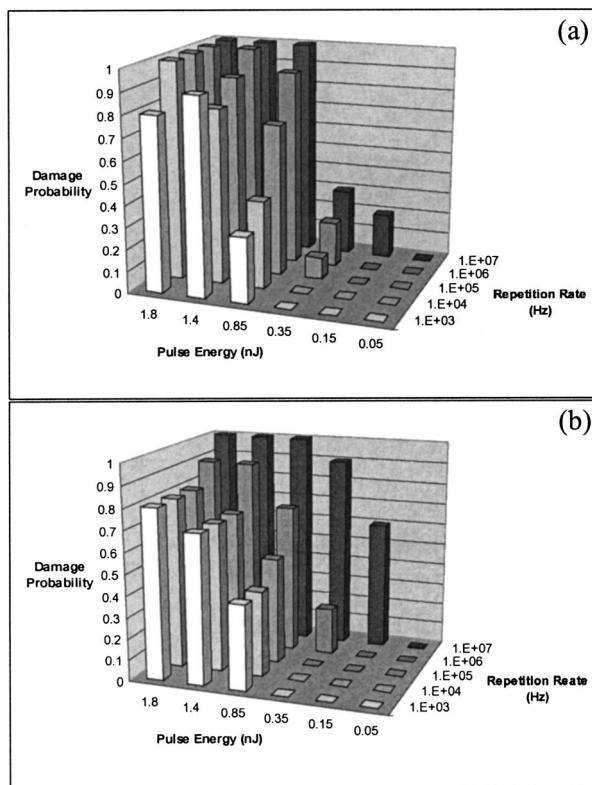 (a)
1
0.9
0.8
0.7
0.6
0.5
0.4
0.3
0.2
0.1
0
Damage
Probability
1.8
1.4
0.85
0.35
0.15
0.05
Pulse Energy (nJ)
1.E+07
1.E+06
1.E+05
1.E+04
1.E+03
Repetition Rate
(Hz)
(b)
1
0.9
0.8
0.7
0.6
0.5
0.4
0.3
0.2
0.1
0
Damage
Probability
1.8
1.4
0.85
0.35
0.15
0.05
Pulse Energy (nJ)
1.E+07
1.E+06
1.E+05
1.E+04
1.E+03
Repetition Reate
(Hz)